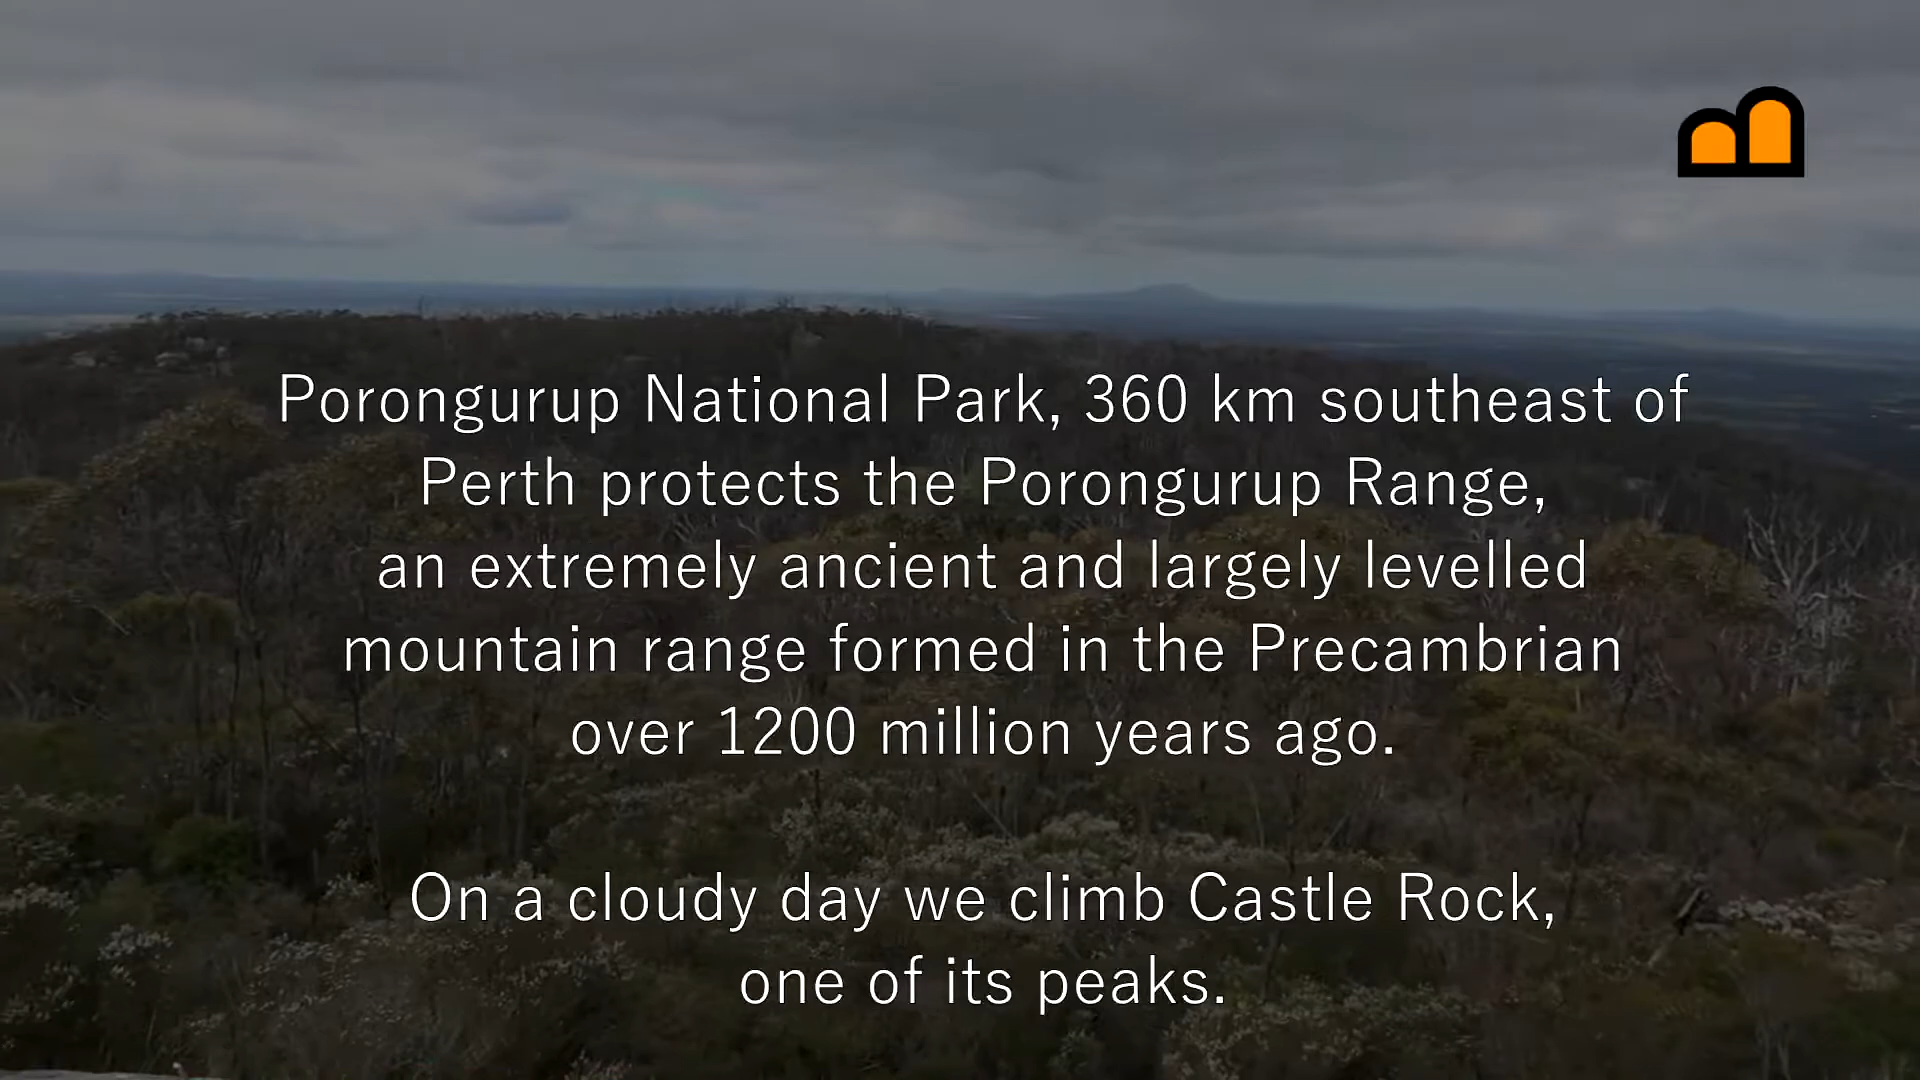 Porongurup National Park, 360 km southeast of
Perth protects the Porongurup Range,
an extremely ancient and largely levelled
mountain range formed in the Precambrian
over 1200 million years ago.
On a cloudy day we climb Castle Rock,
one of its peaks.